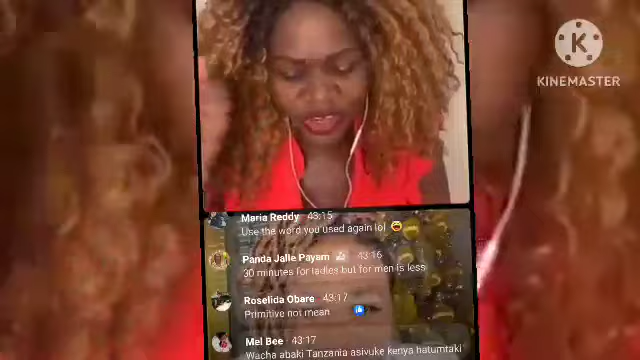 KINEMASTER
Maria Reddy 43:15
Use the word you used again lol
Panda Jalle Payam 43:16
30 minutes for ladies but for men is less
Roselida Obare 43:17
Primitive not mean
Mel Bee 43:17
Wacha abaki Tanzania asivuke kenya hatumtaki